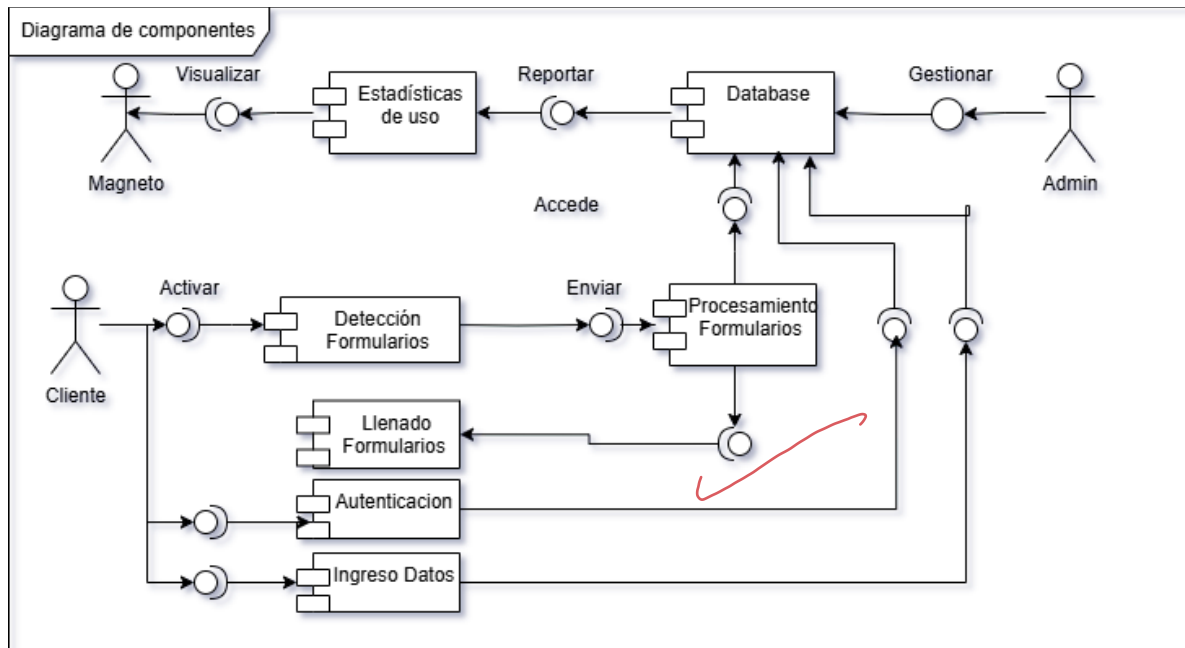 Diagrama de componentes
Visualizar
Reportar
Gestionar
Estadísticas
de uso
Database
Magneto
Admin
Accede
Activar
Enviar
Detección
Formularios
Procesamiento
Formularios
Cliente
Llenado
Formularios
Autenticacion
Ingreso Datos